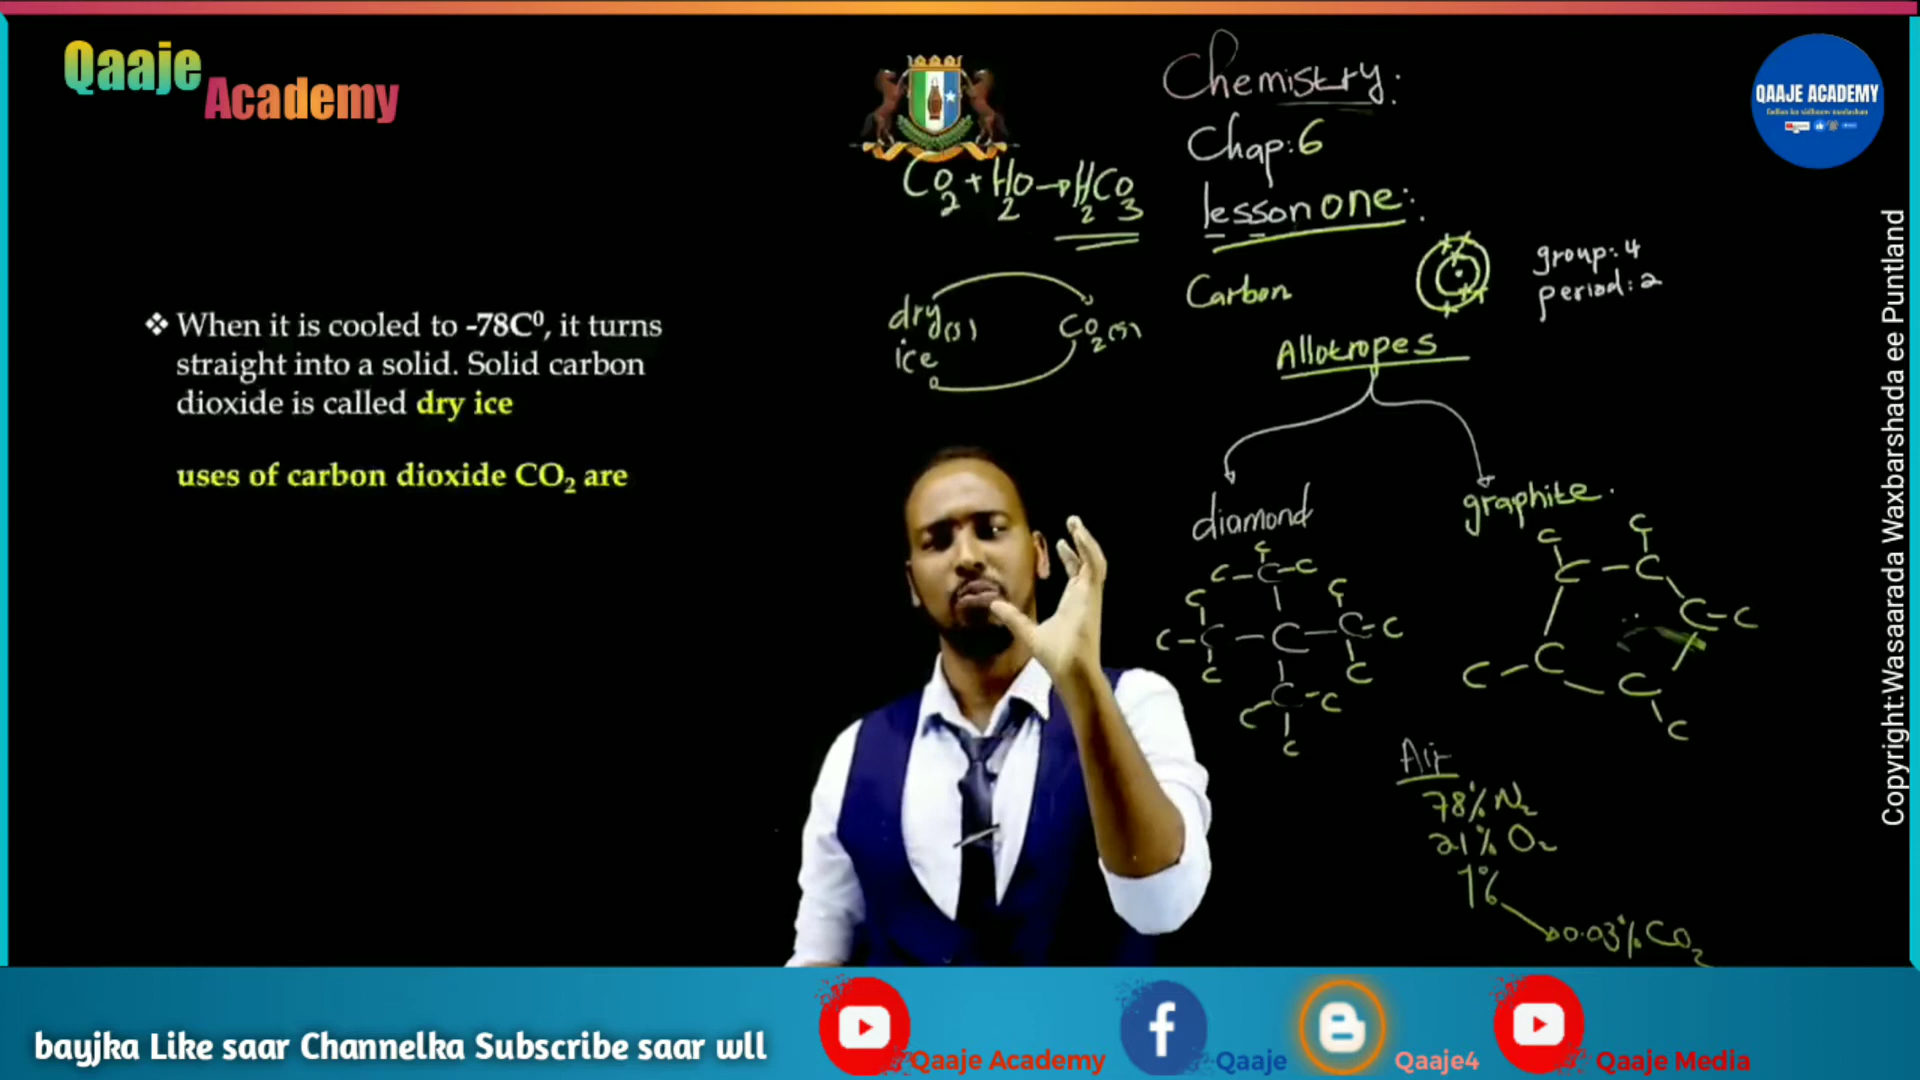 Qaaje
Academy
Chemistry:
Chap:6
lesson one:
CO2 + H2O → H2CO3
Carbon
group: 4
period: 2
dry(s)
ice
CO2(s)
Allotropes
❖ When it is cooled to -78C⁰, it turns
straight into a solid. Solid carbon
dioxide is called dry ice
uses of carbon dioxide CO₂ are
diamond
C
C-C-C
C C
C-C-C-C-C
C C
C-C-C
C
graphite.
C C
C-C
C-C
C-C
C
C
Air
78% N2
21% O2
1%
0.03% CO2
QAAJE ACADEMY
Copyright:Wasaarada Waxbarshada ee Puntland
bayjka Like saar Channelka Subscribe saar wll
Qaaje Academy
Qaaje
Qaaje4
Qaaje Media